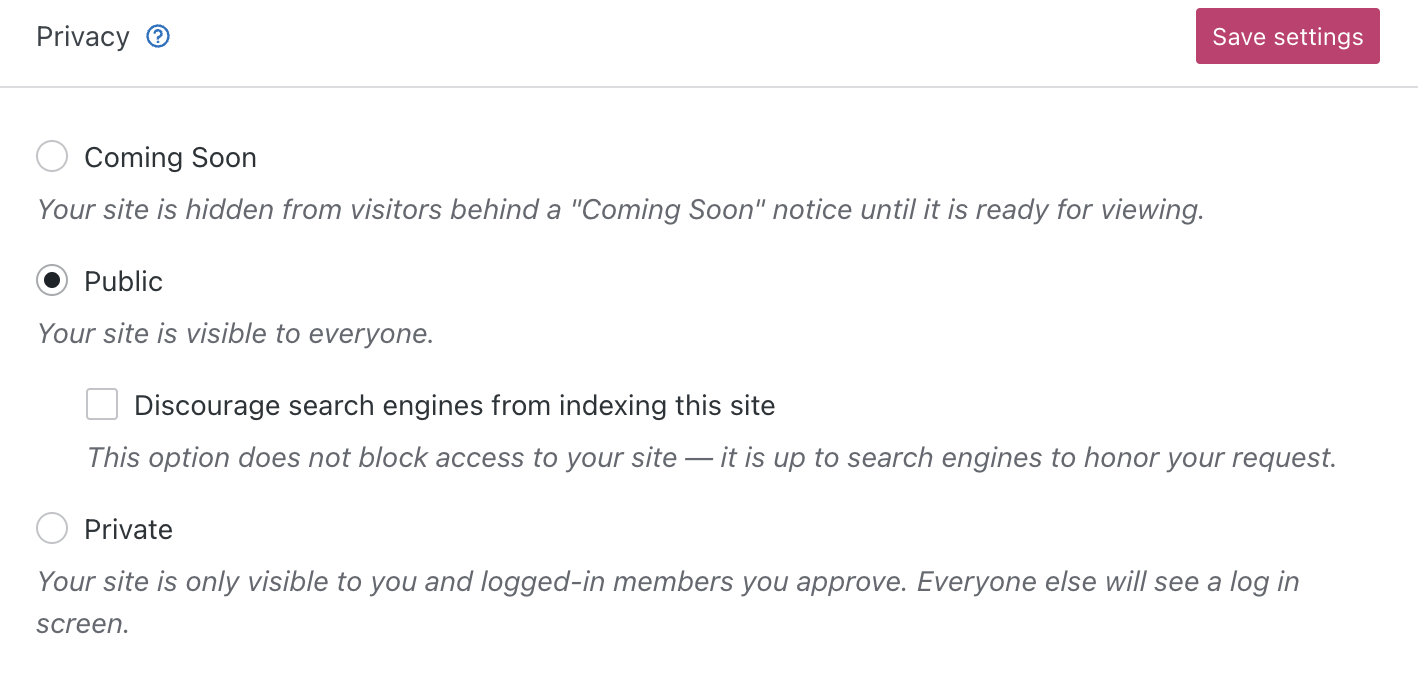 Privacy
Save settings
Coming Soon
Your site is hidden from visitors behind a "Coming Soon" notice until it is ready for viewing.
Public
Your site is visible to everyone.
Discourage search engines from indexing this site
This option does not block access to your site — it is up to search engines to honor your request.
Private
Your site is only visible to you and logged-in members you approve. Everyone else will see a log in
screen.